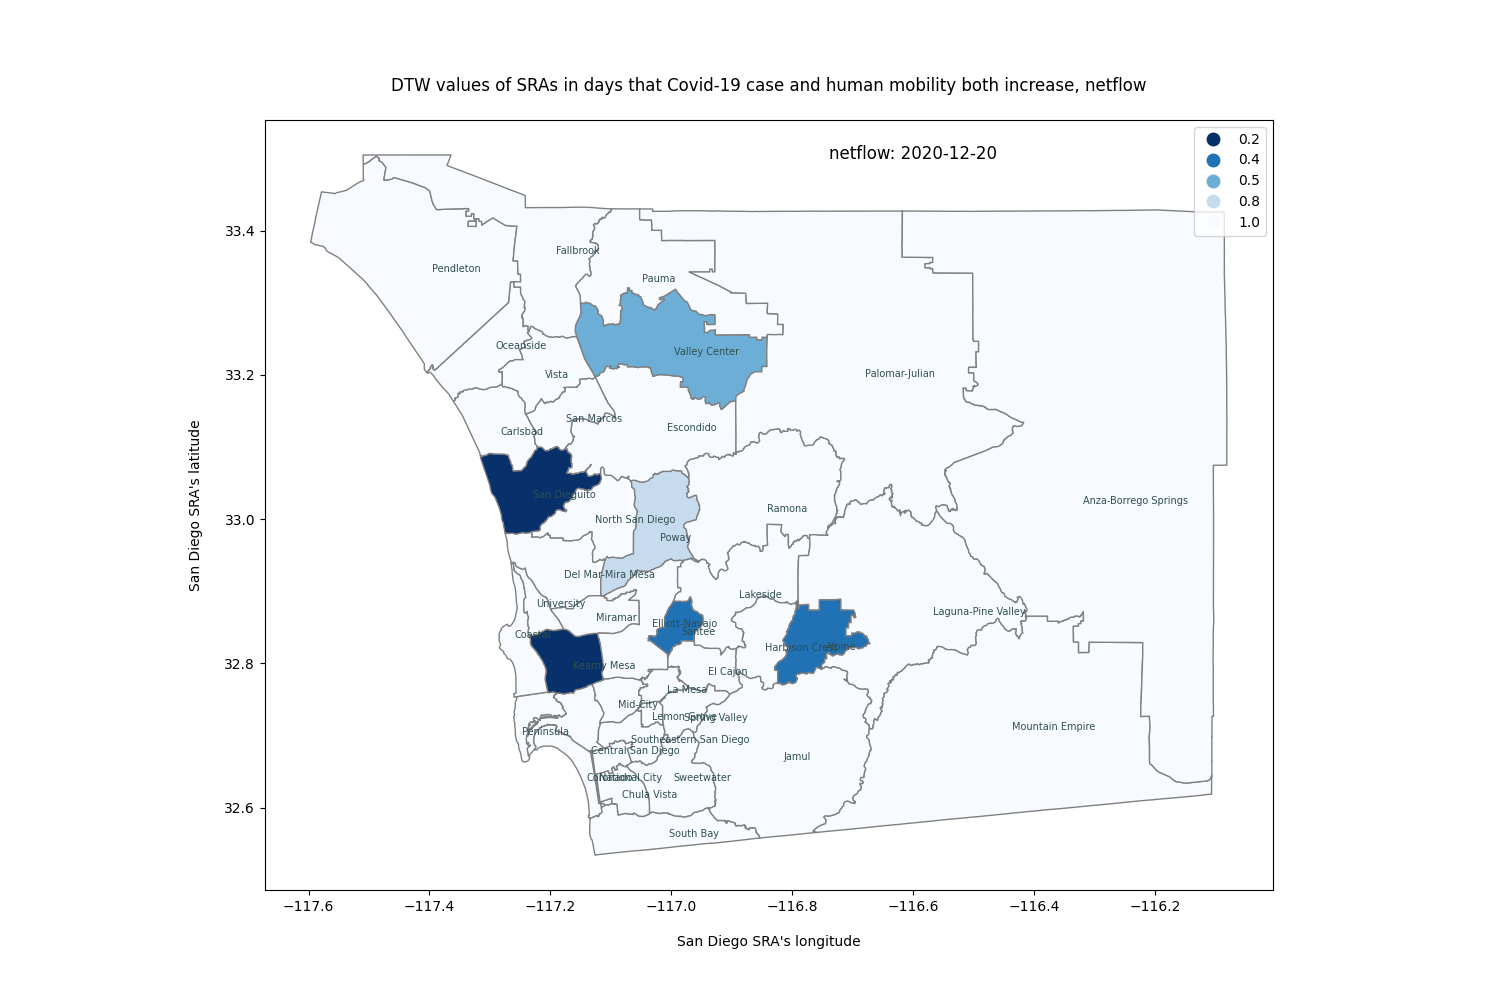 DTW values of SRAs in days that Covid-19 case and human mobility both increase, netflow
netflow: 2020-12-20
0.2
0.4
0.5
0.8
1.0
San Diego SRA's latitude
33.4
33.2
33.0
32.8
32.6
Fallbrook
Pendleton
Pauma
Oceanside
Valley Center
Vista
Palomar-Julian
San Marcos
Carlsbad
Escondido
San Dieguito
Anza-Borrego Springs
Ramona
North San Diego
Poway
Del Mar-Mira Mesa
Lakeside
University
Miramar
Laguna-Pine Valley
Elliott-Navajo
Santee
Coastal
Harbison Crest
Alpine
Kearny Mesa
El Cajon
La Mesa
Mid-City
Lemon Grove
Spring Valley
Mountain Empire
Peninsula
Southeastern San Diego
Central San Diego
Jamul
Coronado
National City
Sweetwater
Chula Vista
South Bay
−117.6
−117.4
−117.2
−117.0
−116.8
−116.6
−116.4
−116.2
San Diego SRA's longitude